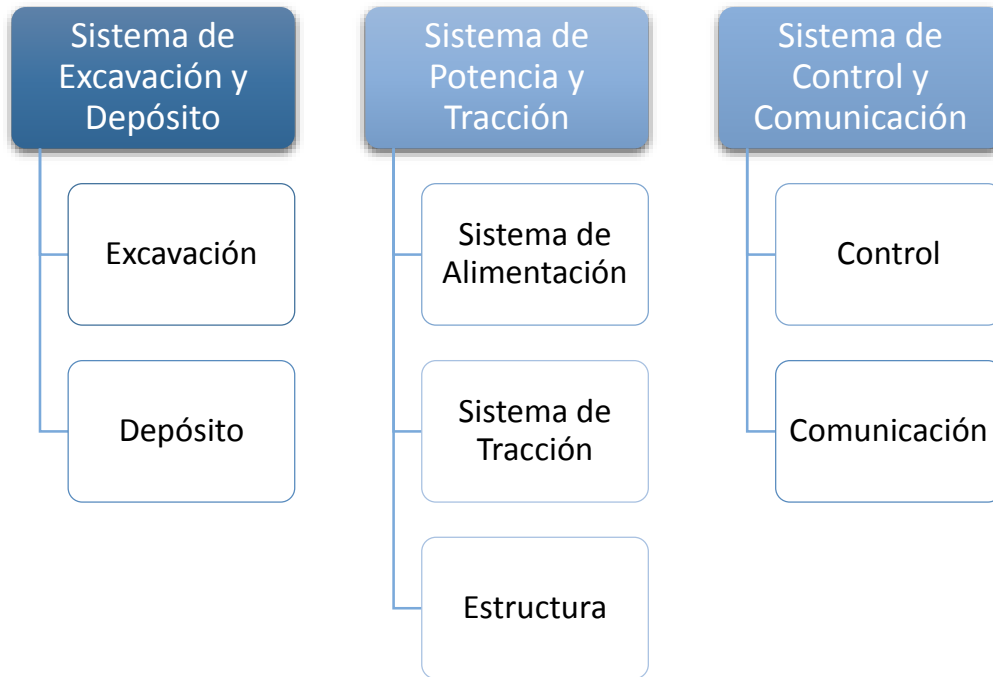 Sistema de
Excavación y
Depósito
Excavación
Depósito
Sistema de
Potencia y
Tracción
Sistema de
Alimentación
Sistema de
Tracción
Estructura
Sistema de
Control y
Comunicación
Control
Comunicación